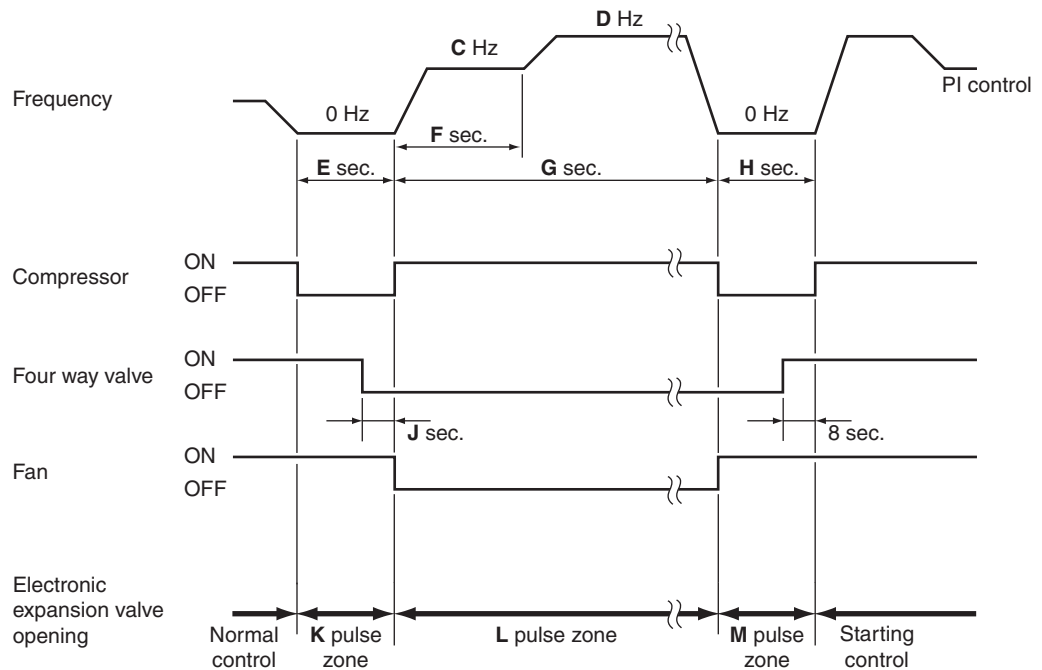 D Hz
C Hz
Frequency
0 Hz
0 Hz
PI control
F sec.
E sec.
G sec.
H sec.
Compressor
ON
OFF
Four way valve
ON
OFF
J sec.
8 sec.
Fan
ON
OFF
Electronic
expansion valve
opening
Normal
control
K pulse
zone
L pulse zone
M pulse
zone
Starting
control